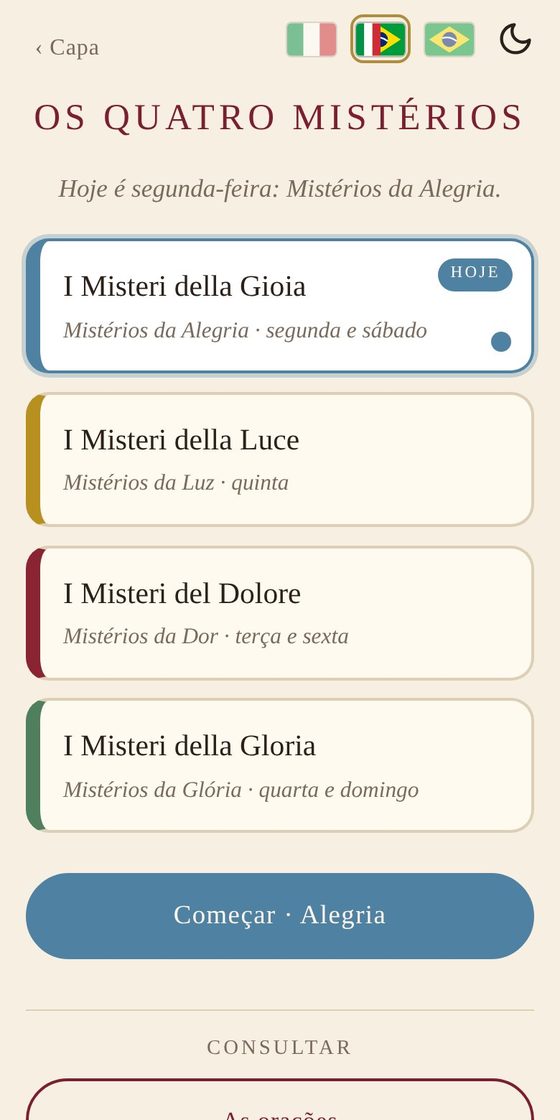 ‹ Capa
OS QUATRO MISTÉRIOS
Hoje é segunda-feira: Mistérios da Alegria.
I Misteri della Gioia
HOJE
Mistérios da Alegria · segunda e sábado
I Misteri della Luce
Mistérios da Luz · quinta
I Misteri del Dolore
Mistérios da Dor · terça e sexta
I Misteri della Gloria
Mistérios da Glória · quarta e domingo
Começar · Alegria
CONSULTAR
As orações